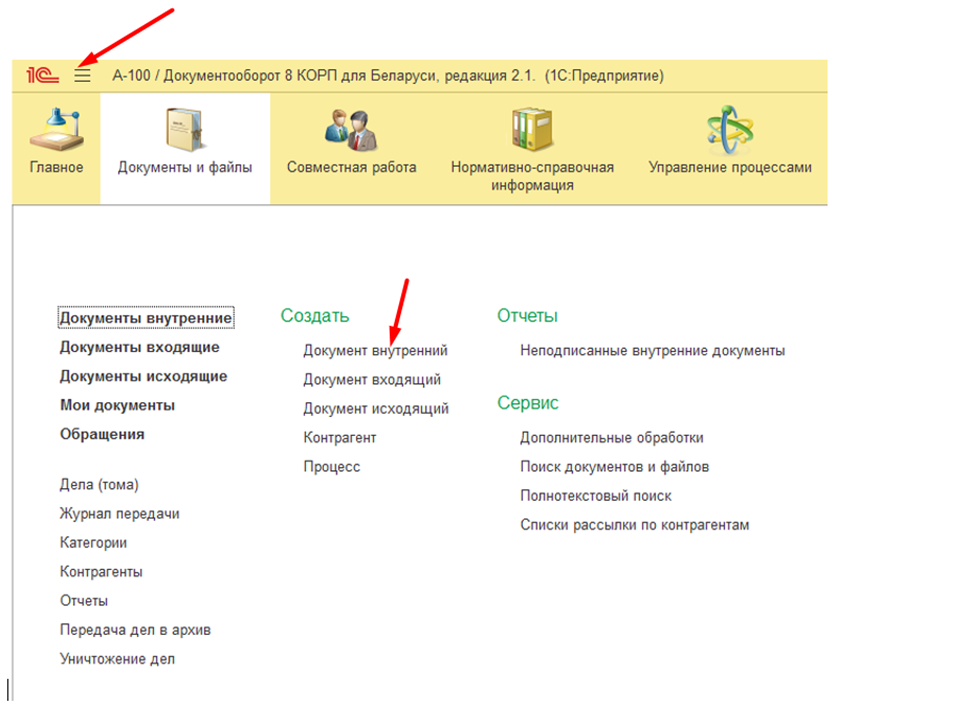 1С А-100 / Документооборот 8 КОРП для Беларуси, редакция 2.1. (1С:Предприятие)
Главное
Документы и файлы
Совместная работа
Нормативно-справочная
информация
Управление процессами
Документы внутренние
Документы входящие
Документы исходящие
Мои документы
Обращения
Дела (тома)
Журнал передачи
Категории
Контрагенты
Отчеты
Передача дел в архив
Уничтожение дел
Создать
Документ внутренний
Документ входящий
Документ исходящий
Контрагент
Процесс
Отчеты
Неподписанные внутренние документы
Сервис
Дополнительные обработки
Поиск документов и файлов
Полнотекстовый поиск
Списки рассылки по контрагентам